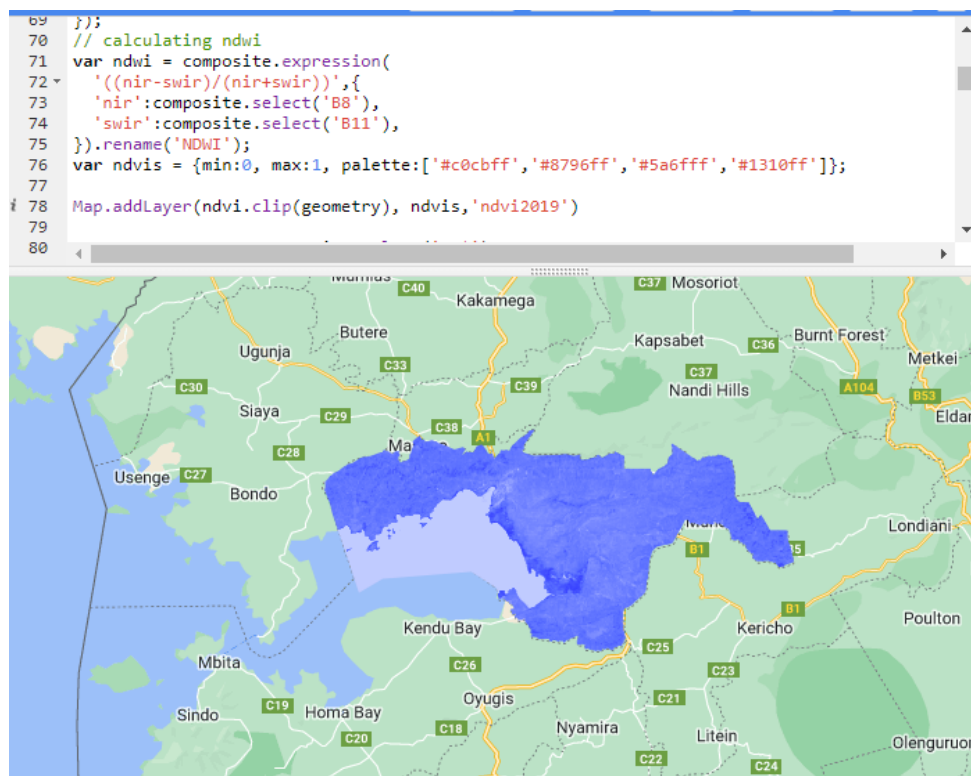 69 });
70 // calculating ndwi
71 var ndwi = composite.expression(
72 '((nir-swir)/(nir+swir))',{
73 'nir':composite.select('B8'),
74 'swir':composite.select('B11'),
75 }).rename('NDWI');
76 var ndvis = {min:0, max:1, palette:['#c0cbff','#8796ff','#5a6fff','#1310ff']};
77
i 78 Map.addLayer(ndvi.clip(geometry), ndvis,'ndvi2019')
79
80
C40
C37 Mosoriot
Kakamega
Butere
Kapsabet
C36
Burnt Forest
Ugunja
Metkei
C33
C37
C30
C39
Nandi Hills
A104
B53
Siaya
C29
C38
A1
Eldar
Ma
C28
Usenge
C27
Bondo
Londiani
B1
B5
B1
Poulton
Kendu Bay
Kericho
C25
Mbita
C26
C23
Oyugis
C21
Sindo
C19
Homa Bay
C18
Nyamira
Litein
C20
Olenguruon
C22
C24